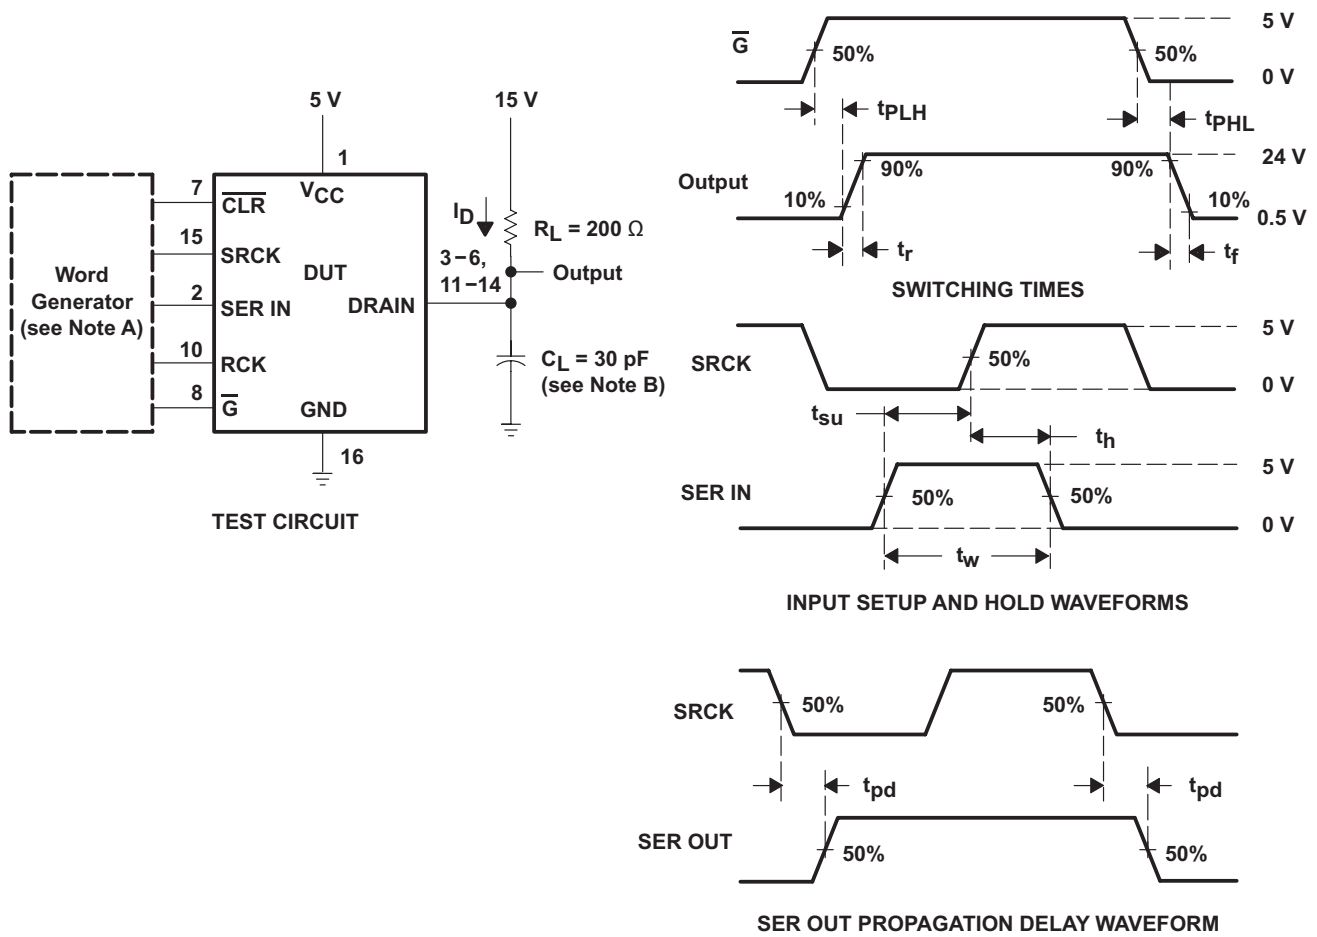 5 V
15 V
1
VCC
7
CLR
15
SRCK
2
SER IN
10
RCK
8
G
GND
16
DUT
DRAIN
Word
Generator
(see Note A)
ID
RL = 200 Ω
3–6,
11–14
Output
CL = 30 pF
(see Note B)
TEST CIRCUIT
G
50%
50%
5 V
0 V
tPLH
tPHL
Output
10%
90%
90%
10%
24 V
0.5 V
tr
tf
SWITCHING TIMES
SRCK
50%
5 V
0 V
tsu
th
SER IN
50%
50%
5 V
0 V
tw
INPUT SETUP AND HOLD WAVEFORMS
SRCK
50%
50%
tpd
tpd
SER OUT
50%
50%
SER OUT PROPAGATION DELAY WAVEFORM